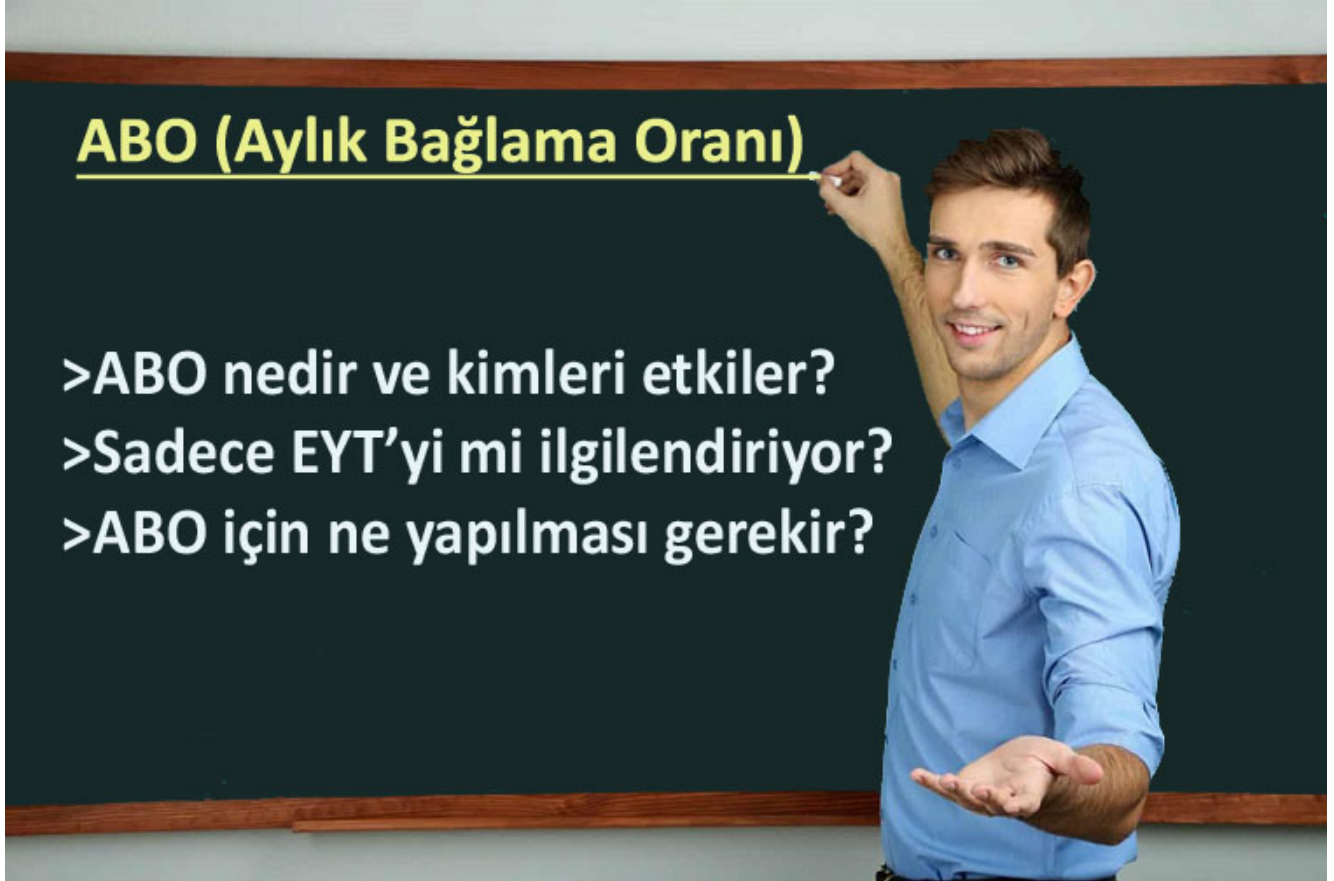 ABO (Aylık Bağlama Oranı)
>ABO nedir ve kimleri etkiler?
>Sadece EYT’yi mi ilgilendiriyor?
>ABO için ne yapılması gerekir?